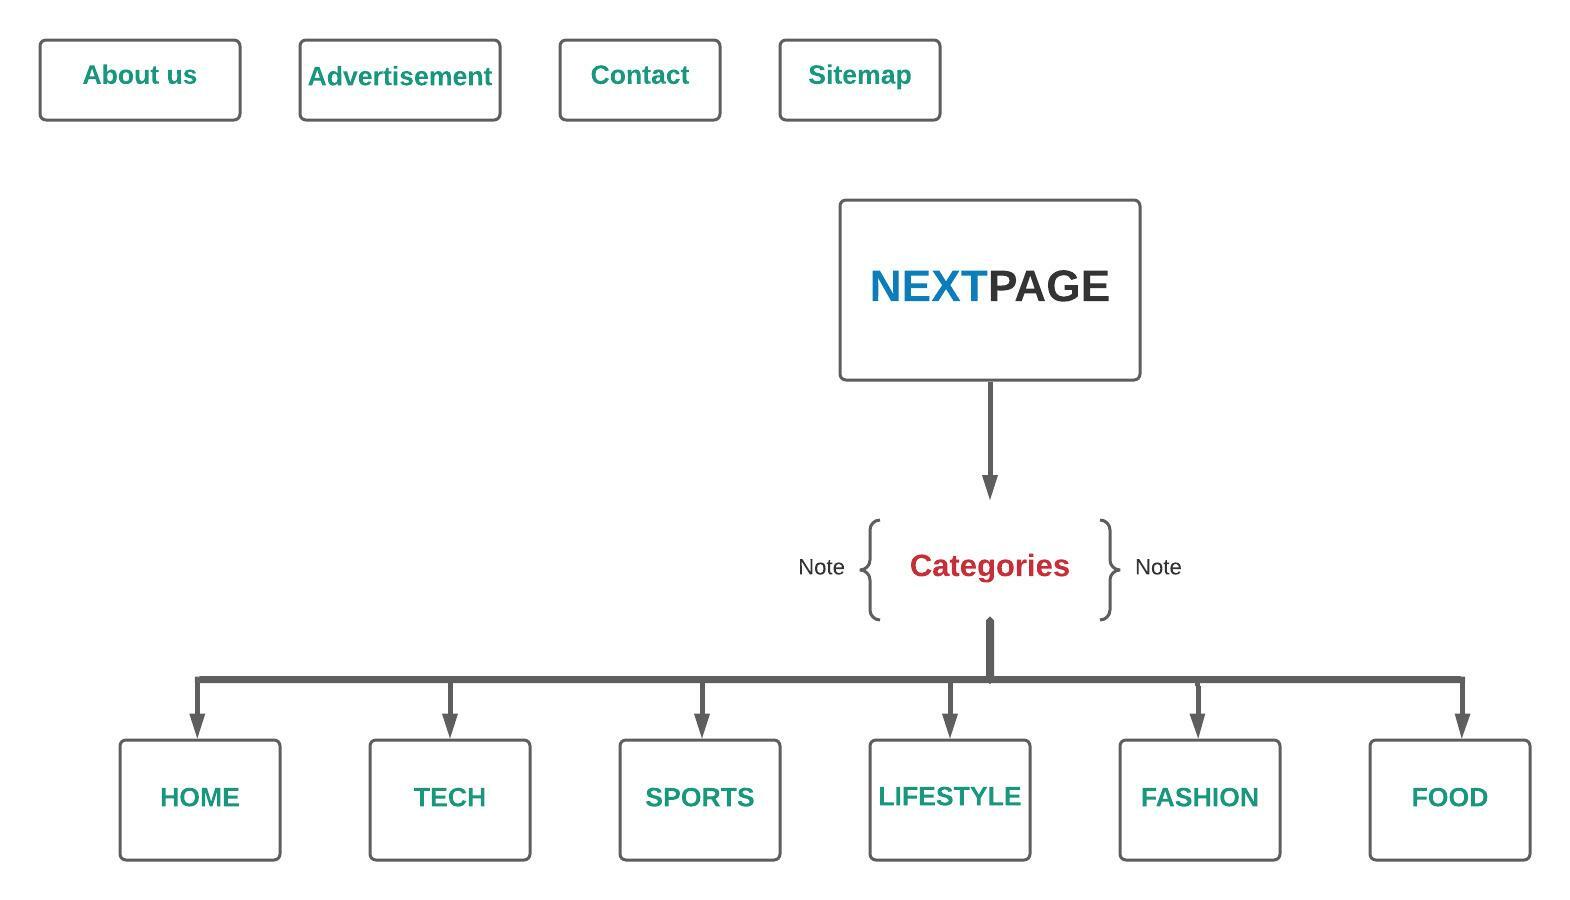 About us
Advertisement
Contact
Sitemap
NEXTPAGE
Note
Categories
Note
HOME
TECH
SPORTS
LIFESTYLE
FASHION
FOOD